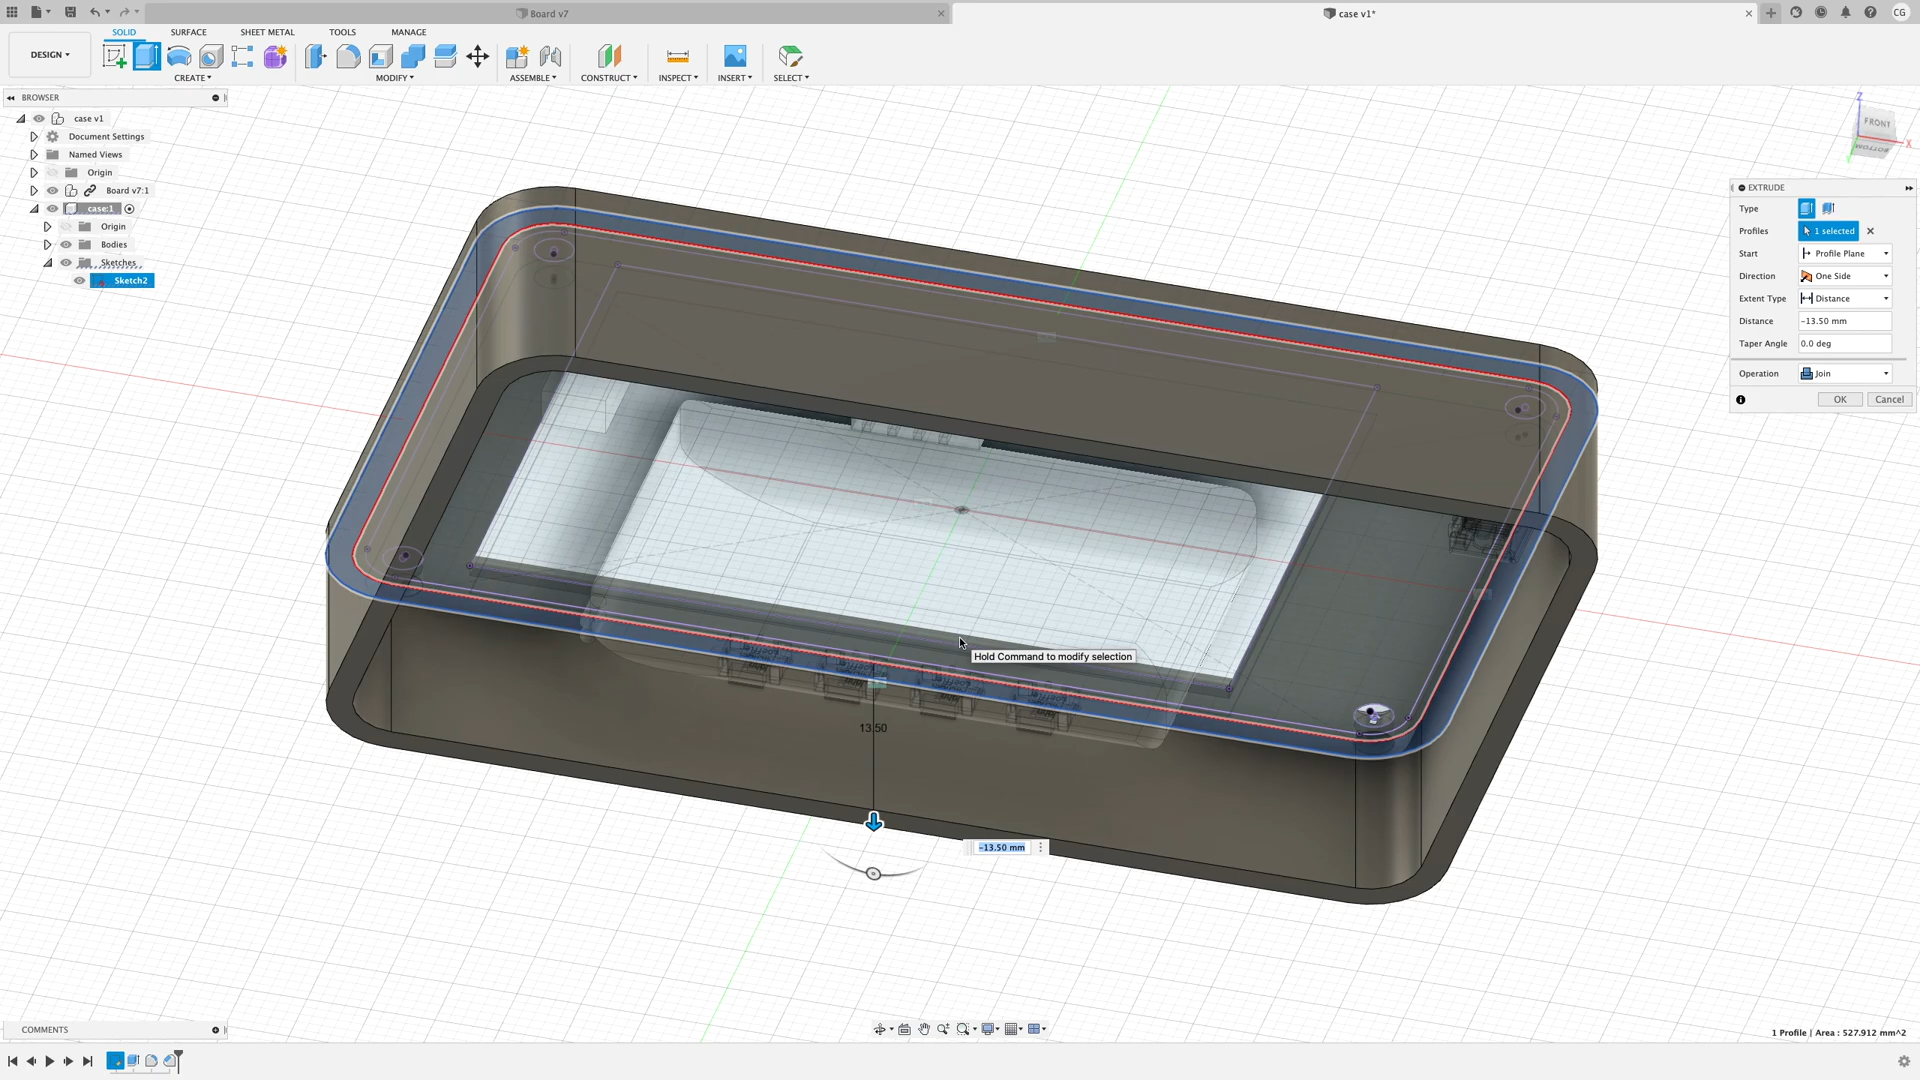 Board v7
case v1*
CG
DESIGN
SOLID
SURFACE
SHEET METAL
TOOLS
MANAGE
CREATE
MODIFY
ASSEMBLE
CONSTRUCT
INSPECT
INSERT
SELECT
BROWSER
case v1
Document Settings
Named Views
Origin
Board v7:1
case:1
Origin
Bodies
Sketches
Sketch2
Z
FRONT
BOTTOM
X
Y
EXTRUDE
Type
Profiles
1 selected
Start
Profile Plane
Direction
One Side
Extent Type
Distance
Distance
-13.50 mm
Taper Angle
0.0 deg
Operation
Join
OK
Cancel
Hold Command to modify selection
13.50
-13.50 mm
COMMENTS
1 Profile | Area : 527.912 mm^2